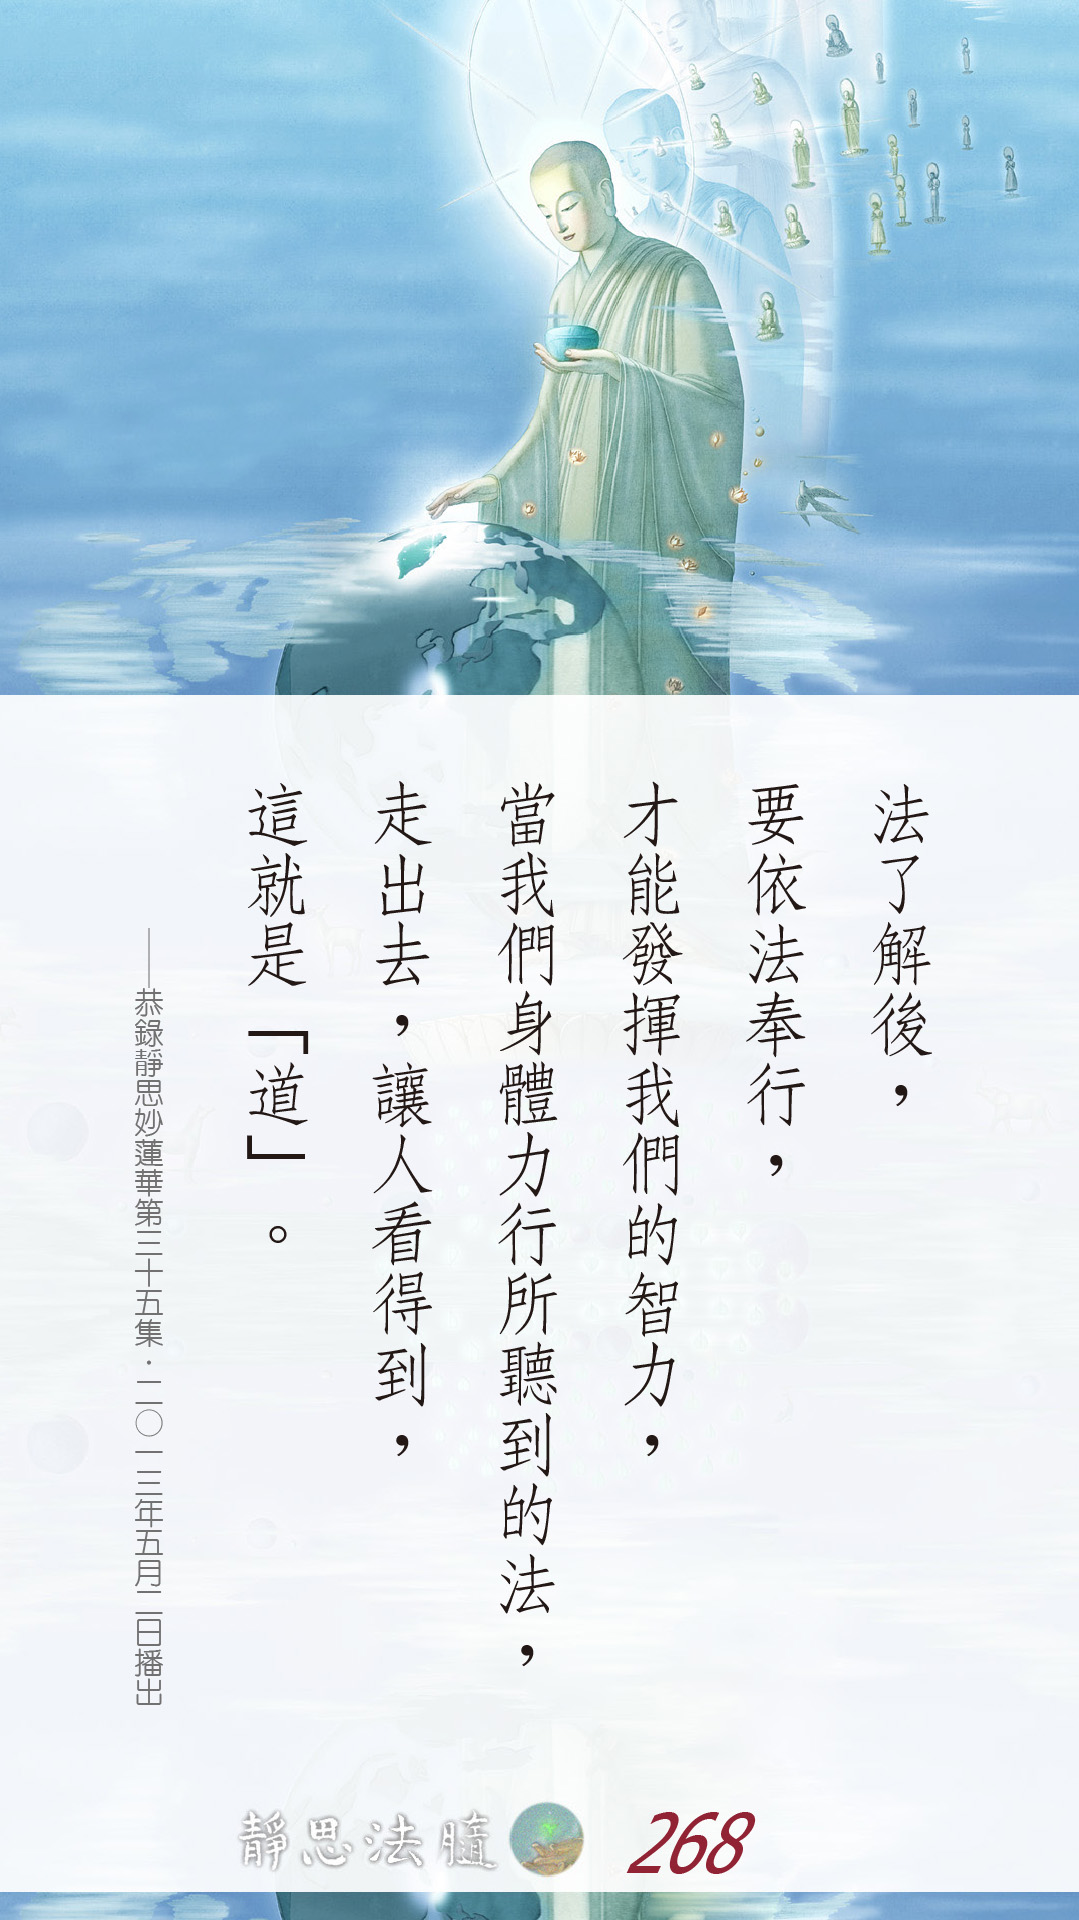 法了解後，
要依法奉行，
才能發揮我們的智力，
當我們身體力行所聽到的法，
走出去，讓人看得到，
這就是「道」。
——恭錄靜思妙蓮華第三十五集．二〇一三年五月二日播出
靜思法髓
268